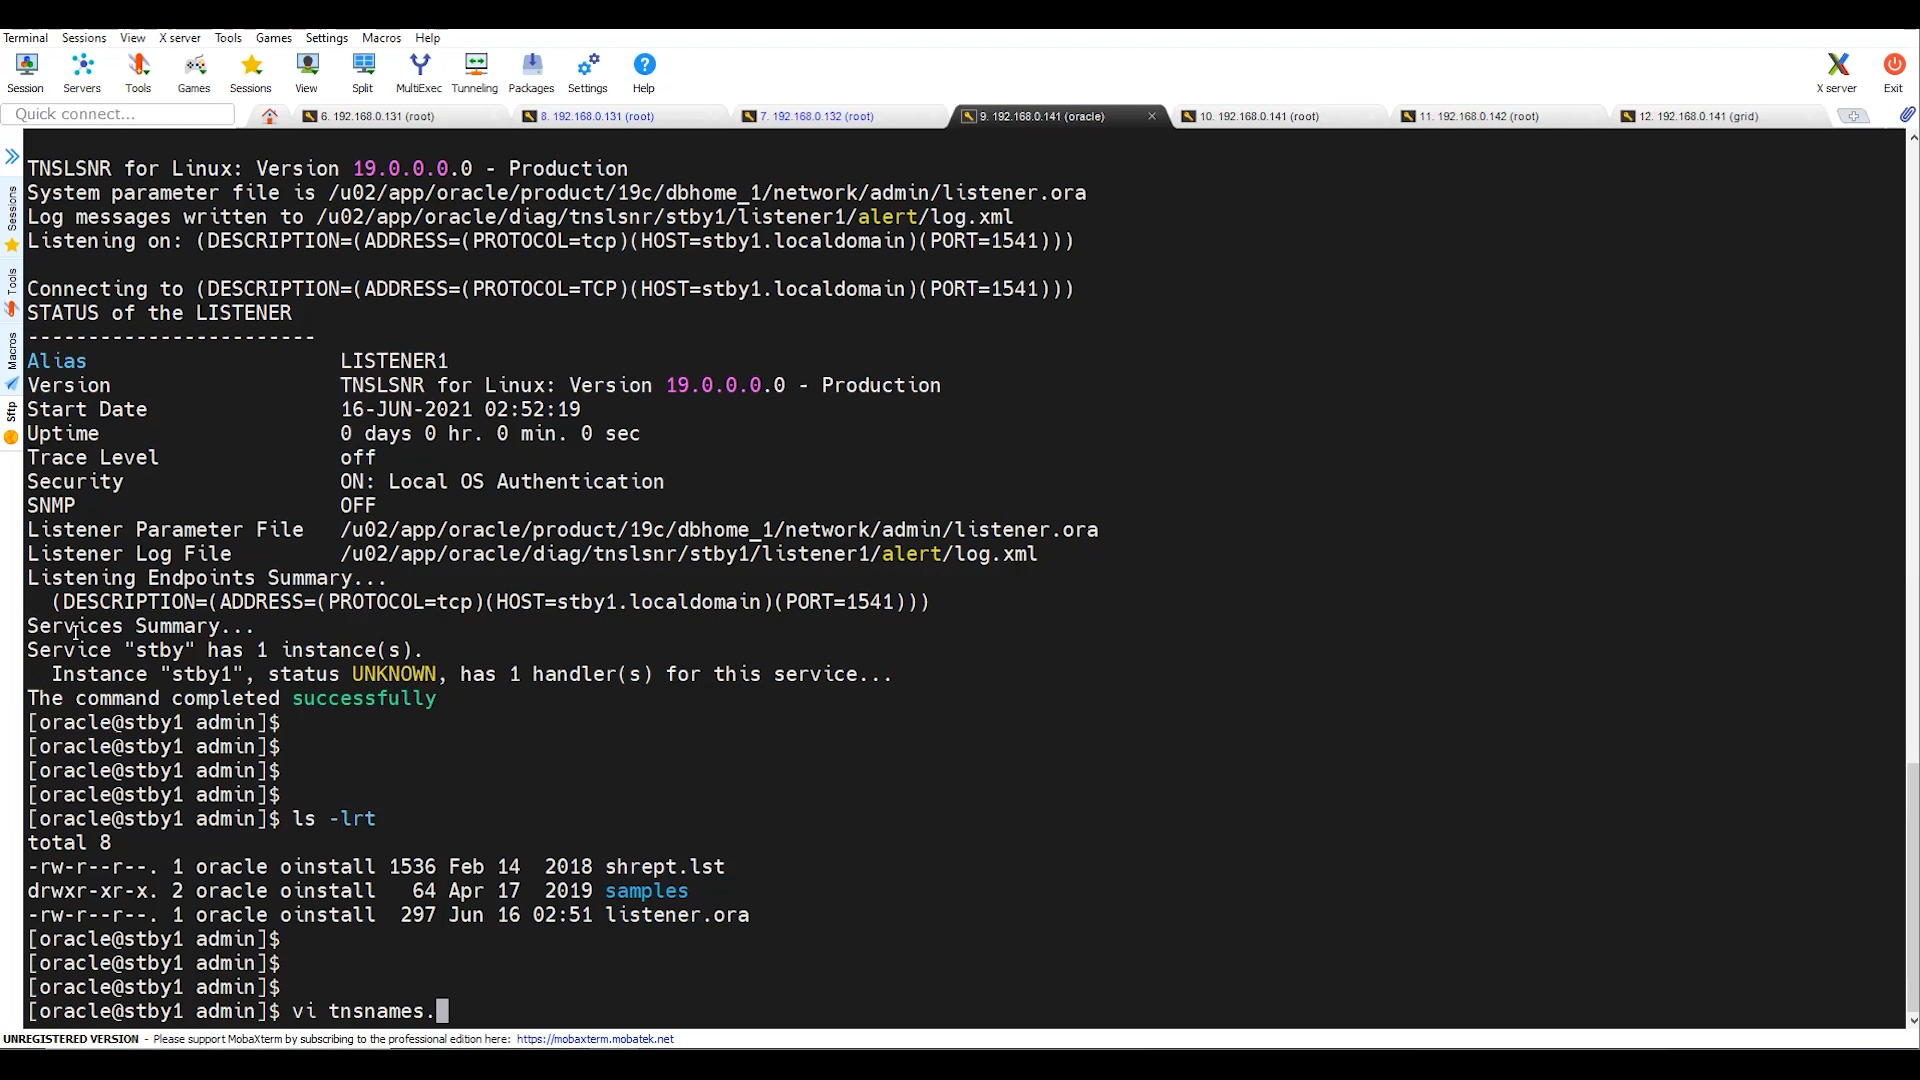 Terminal Sessions View X server Tools Games Settings Macros Help
Session Servers Tools Games Sessions View Split MultiExec Tunneling Packages Settings Help X server Exit
Quick connect... 6. 192.168.0.131 (root) 8. 192.168.0.131 (root) 7. 192.168.0.132 (root) 9. 192.168.0.141 (oracle) 10. 192.168.0.141 (root) 11. 192.168.0.142 (root) 12. 192.168.0.141 (grid)
Sessions
Tools
Macros
Sftp
TNSLSNR for Linux: Version 19.0.0.0.0 - Production
System parameter file is /u02/app/oracle/product/19c/dbhome_1/network/admin/listener.ora
Log messages written to /u02/app/oracle/diag/tnslsnr/stby1/listener1/alert/log.xml
Listening on: (DESCRIPTION=(ADDRESS=(PROTOCOL=tcp)(HOST=stby1.localdomain)(PORT=1541)))
Connecting to (DESCRIPTION=(ADDRESS=(PROTOCOL=TCP)(HOST=stby1.localdomain)(PORT=1541)))
STATUS of the LISTENER
------------------------
Alias LISTENER1
Version TNSLSNR for Linux: Version 19.0.0.0.0 - Production
Start Date 16-JUN-2021 02:52:19
Uptime 0 days 0 hr. 0 min. 0 sec
Trace Level off
Security ON: Local OS Authentication
SNMP OFF
Listener Parameter File /u02/app/oracle/product/19c/dbhome_1/network/admin/listener.ora
Listener Log File /u02/app/oracle/diag/tnslsnr/stby1/listener1/alert/log.xml
Listening Endpoints Summary...
(DESCRIPTION=(ADDRESS=(PROTOCOL=tcp)(HOST=stby1.localdomain)(PORT=1541)))
Services Summary...
Service "stby" has 1 instance(s).
Instance "stby1", status UNKNOWN, has 1 handler(s) for this service...
The command completed successfully
[oracle@stby1 admin]$
[oracle@stby1 admin]$
[oracle@stby1 admin]$
[oracle@stby1 admin]$
[oracle@stby1 admin]$ ls -lrt
total 8
-rw-r--r--. 1 oracle oinstall 1536 Feb 14 2018 shrept.lst
drwxr-xr-x. 2 oracle oinstall 64 Apr 17 2019 samples
-rw-r--r--. 1 oracle oinstall 297 Jun 16 02:51 listener.ora
[oracle@stby1 admin]$
[oracle@stby1 admin]$
[oracle@stby1 admin]$
[oracle@stby1 admin]$ vi tnsnames.
UNREGISTERED VERSION - Please support MobaXterm by subscribing to the professional edition here: https://mobaxterm.mobatek.net